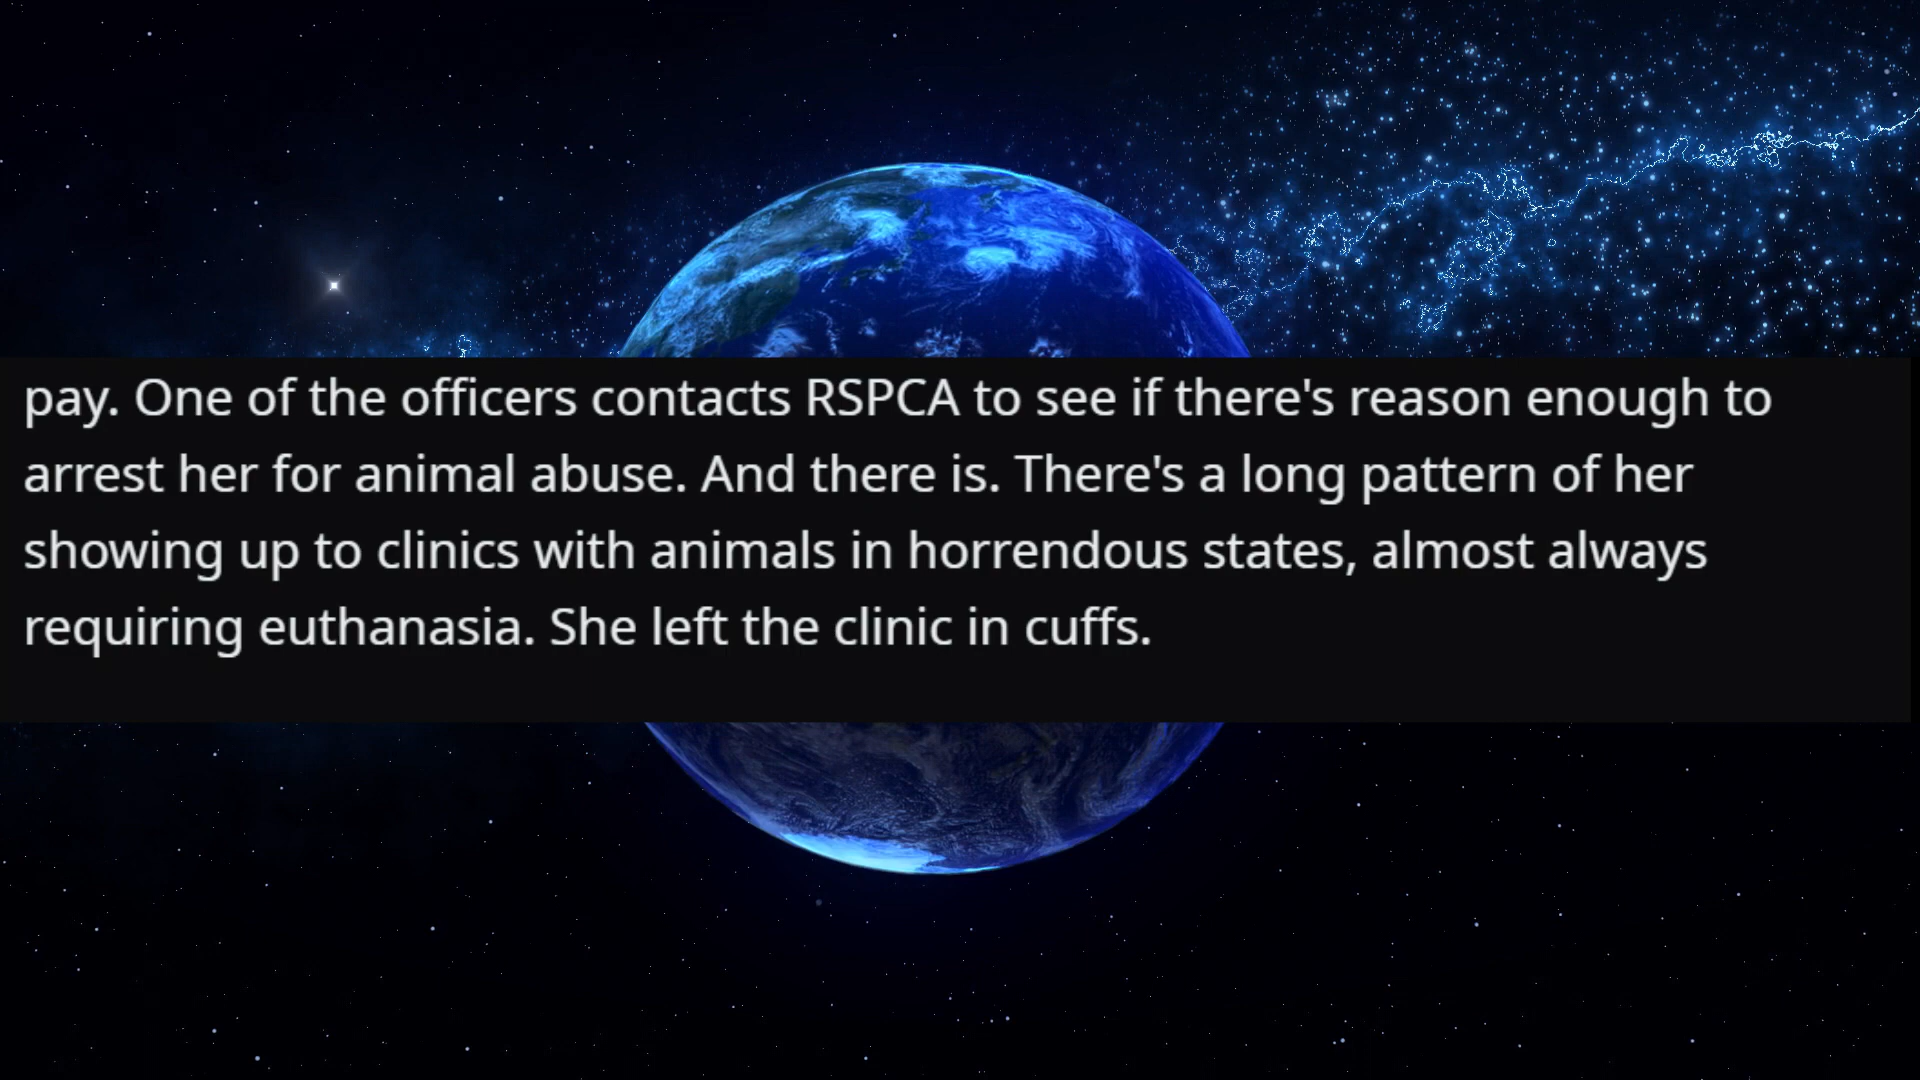 pay. One of the officers contacts RSPCA to see if there's reason enough to
arrest her for animal abuse. And there is. There's a long pattern of her
showing up to clinics with animals in horrendous states, almost always
requiring euthanasia. She left the clinic in cuffs.